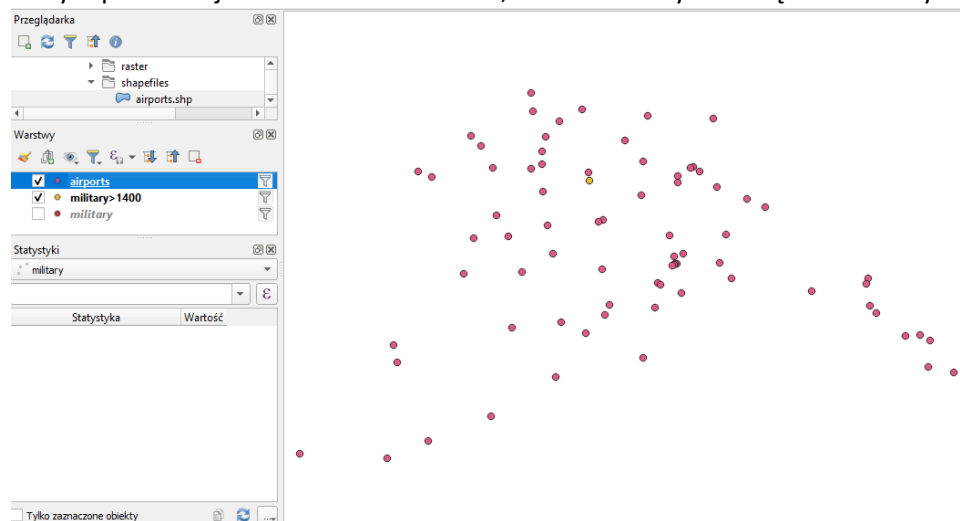 Przeglądarka
raster
shapefiles
airports.shp
Warstwy
airports
military>1400
military
Statystyki
military
ε
Statystyka Wartość
Tylko zaznaczone obiekty